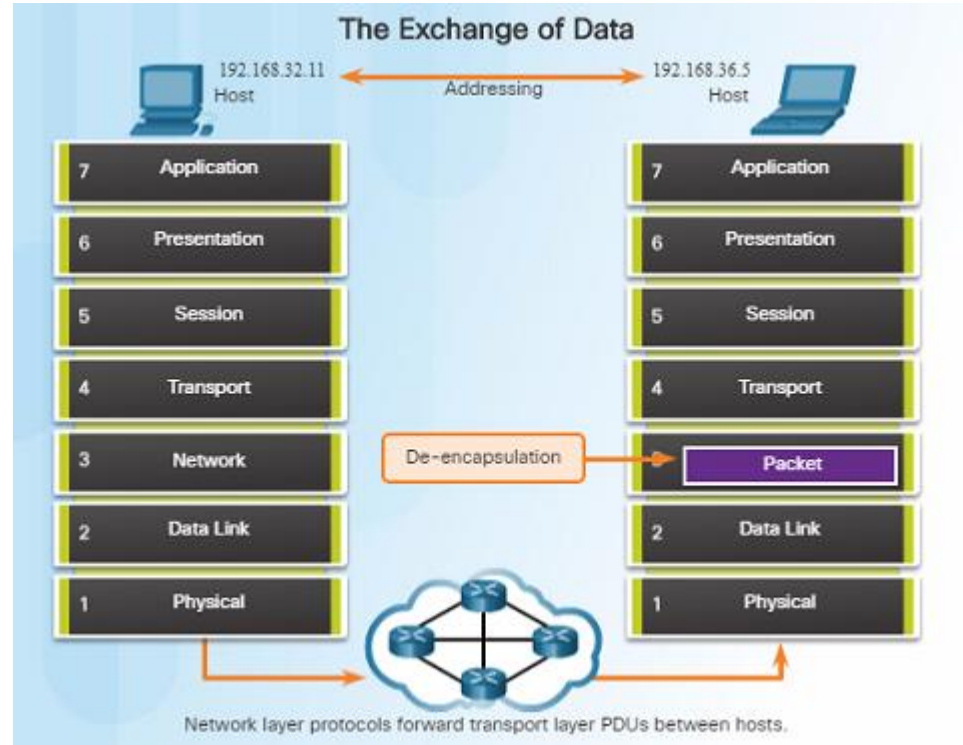 The Exchange of Data
192.168.32.11
Host
Addressing
192.168.36.5
Host
7 Application
6 Presentation
5 Session
4 Transport
3 Network
2 Data Link
1 Physical
De-encapsulation
7 Application
6 Presentation
5 Session
4 Transport
Packet
2 Data Link
1 Physical
Network layer protocols forward transport layer PDUs between hosts.